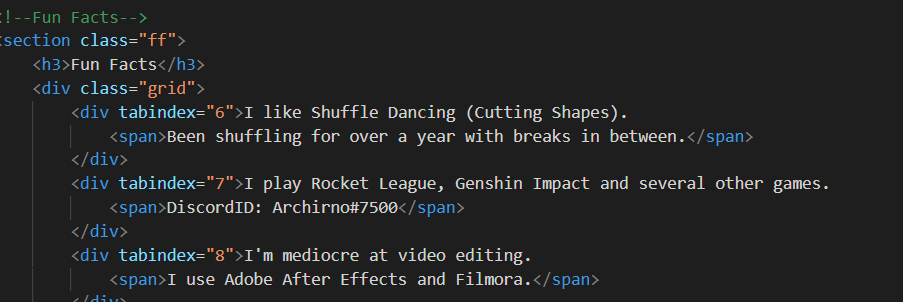 <!--Fun Facts-->
<section class="ff">
<h3>Fun Facts</h3>
<div class="grid">
<div tabindex="6">I like Shuffle Dancing (Cutting Shapes).
<span>Been shuffling for over a year with breaks in between.</span>
</div>
<div tabindex="7">I play Rocket League, Genshin Impact and several other games.
<span>DiscordID: Archirno#7500</span>
</div>
<div tabindex="8">I'm mediocre at video editing.
<span>I use Adobe After Effects and Filmora.</span>
</div>